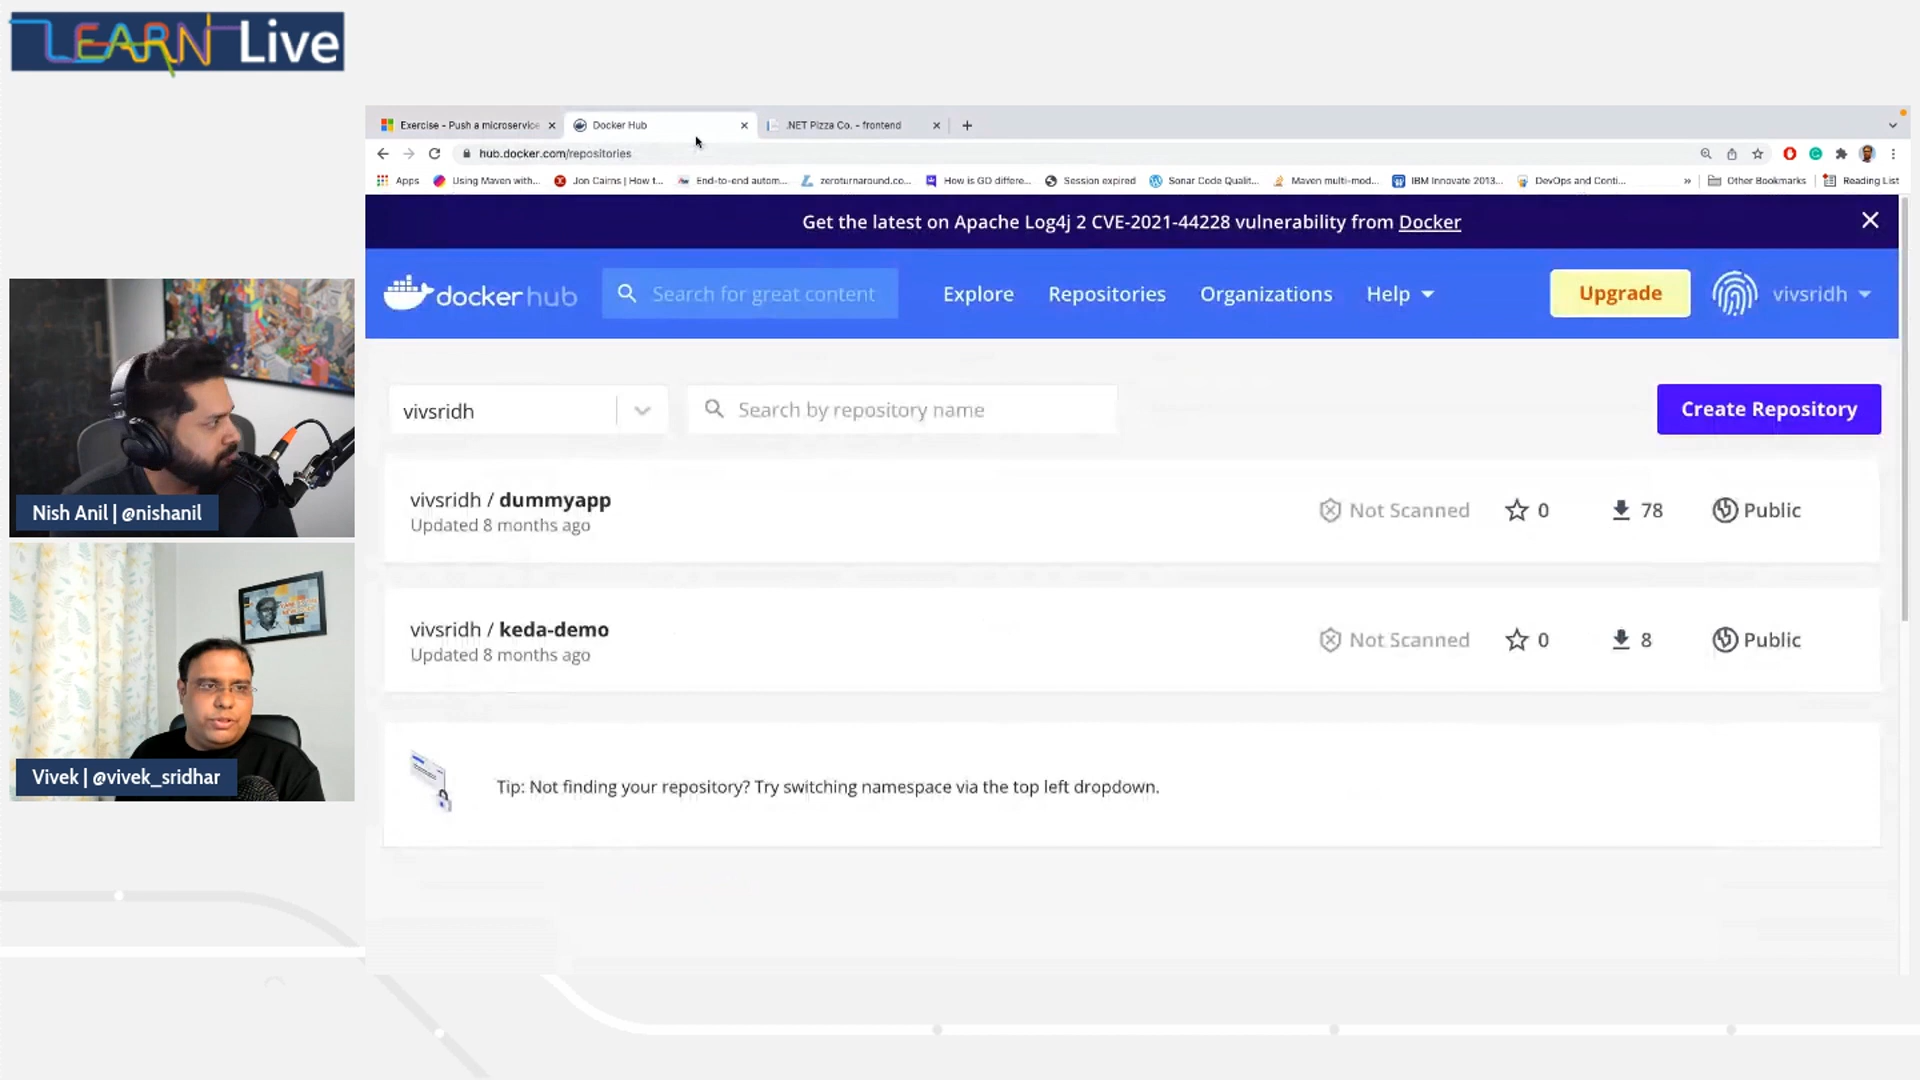 LEARN Live
Exercise - Push a microservice
Docker Hub
.NET Pizza Co. - frontend
hub.docker.com/repositories
Apps
Using Maven with...
Jon Cairns | How t...
End-to-end autom...
zeroturnaround.co...
How is GD differe...
Session expired
Sonar Code Qualit...
Maven multi-mod...
IBM Innovate 2013...
DevOps and Conti...
»
Other Bookmarks
Reading List
Get the latest on Apache Log4j 2 CVE-2021-44228 vulnerability from Docker
docker hub
Search for great content
Explore
Repositories
Organizations
Help
Upgrade
vivsridh
vivsridh
Search by repository name
Create Repository
vivsridh / dummyapp
Updated 8 months ago
Not Scanned
0
78
Public
vivsridh / keda-demo
Updated 8 months ago
Not Scanned
0
8
Public
Tip: Not finding your repository? Try switching namespace via the top left dropdown.
Nish Anil | @nishanil
Vivek | @vivek_sridhar